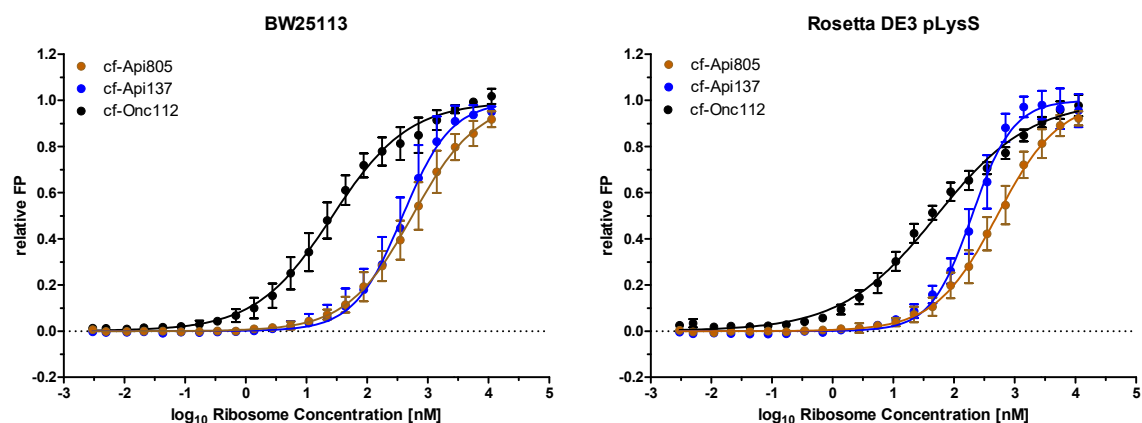 BW25113
cf-Api805
cf-Api137
cf-Onc112
relative FP
1.2
1.0
0.8
0.6
0.4
0.2
0.0
-0.2
-3 -2 -1 0 1 2 3 4 5
log10 Ribosome Concentration [nM]
Rosetta DE3 pLysS
cf-Api805
cf-Api137
cf-Onc112
relative FP
1.2
1.0
0.8
0.6
0.4
0.2
0.0
-0.2
-3 -2 -1 0 1 2 3 4 5
log10 Ribosome Concentration [nM]